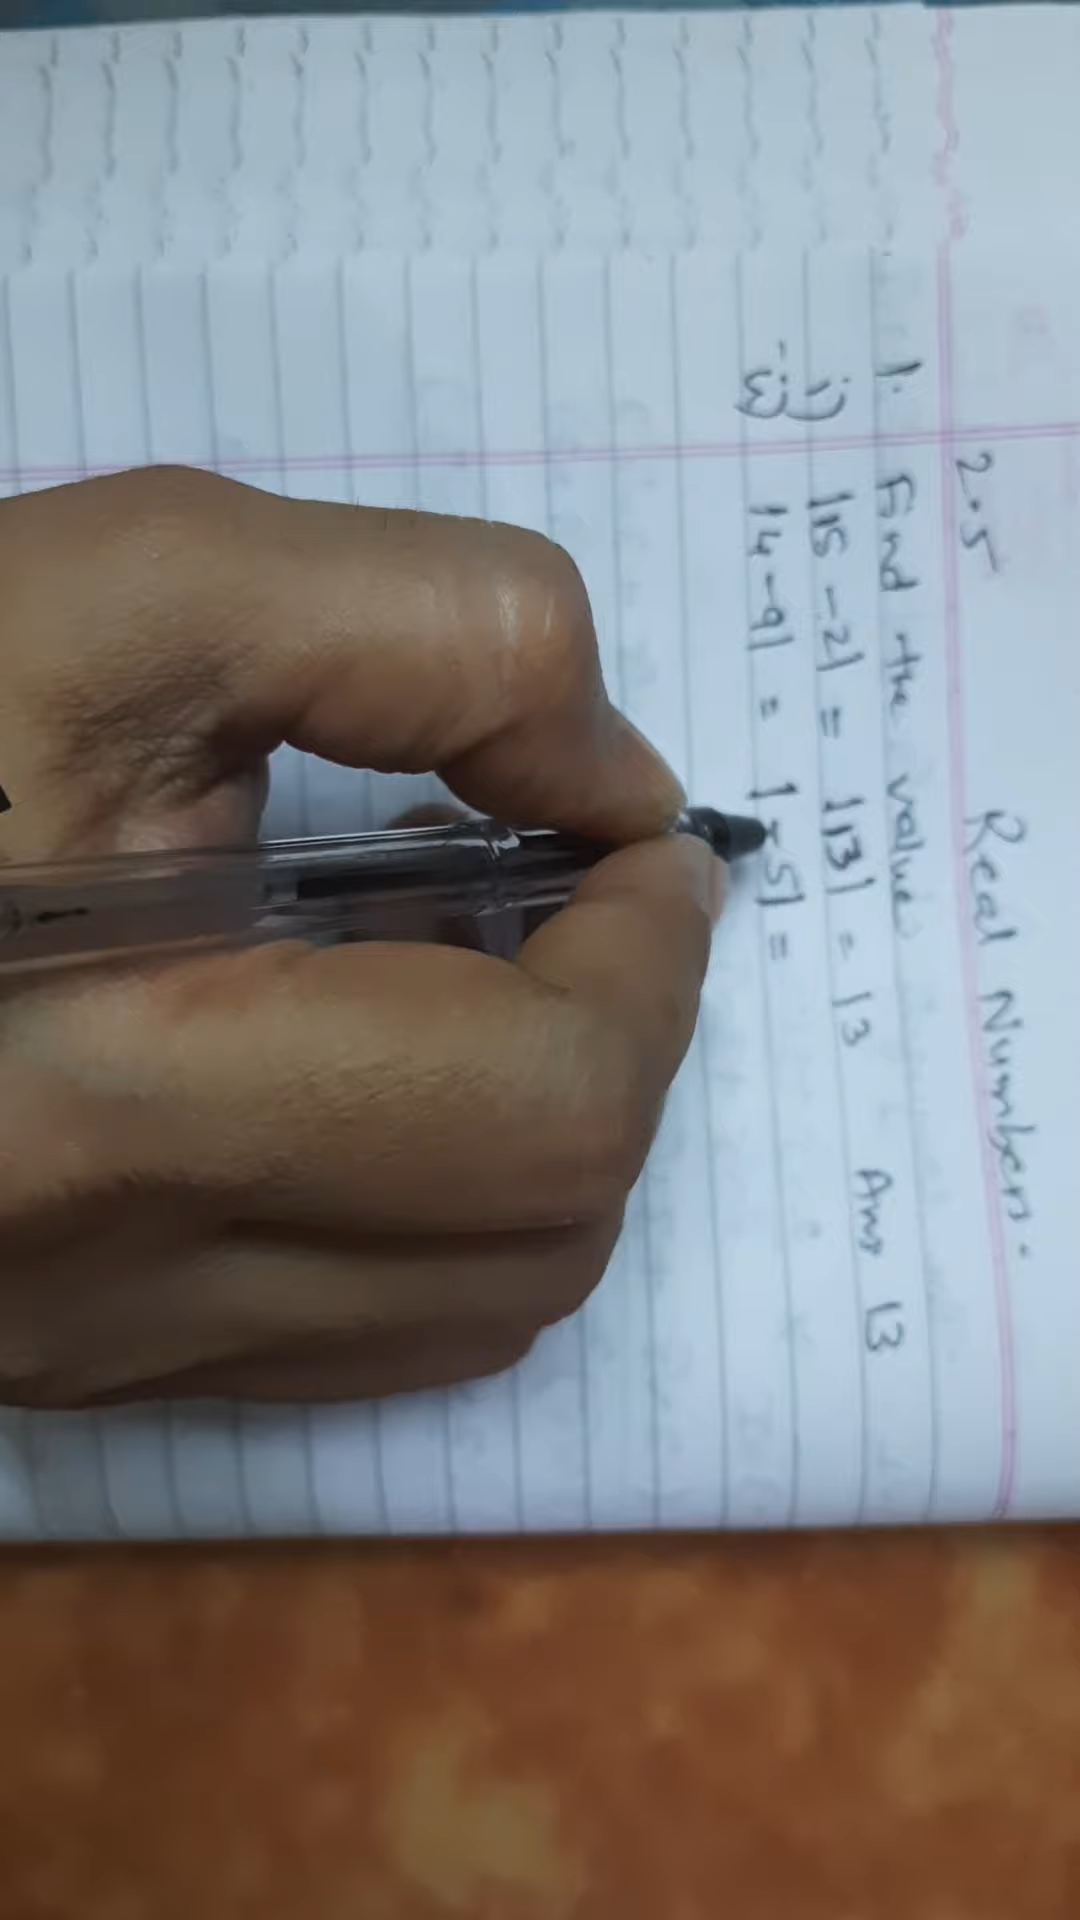 2.5 Real Numbers.
1. Find the value
i) |15 - 2| = |13| = 13 Ans 13
ii) |4 - 9| = |-5| =